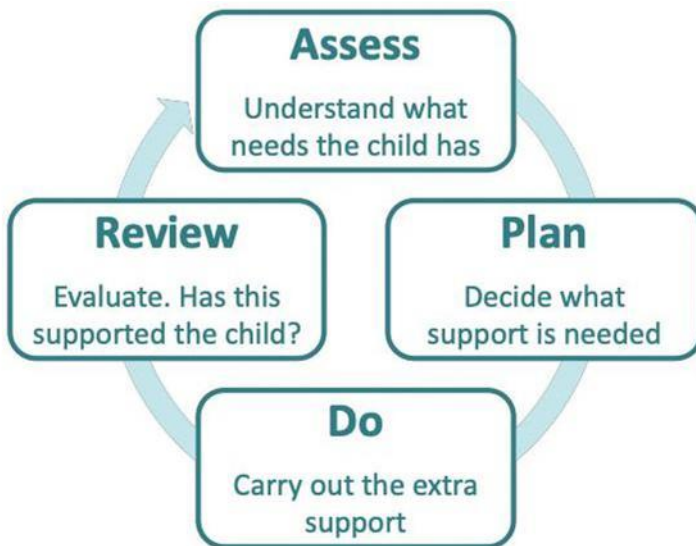 Assess
Understand what
needs the child has
Plan
Decide what
support is needed
Do
Carry out the extra
support
Review
Evaluate. Has this
supported the child?